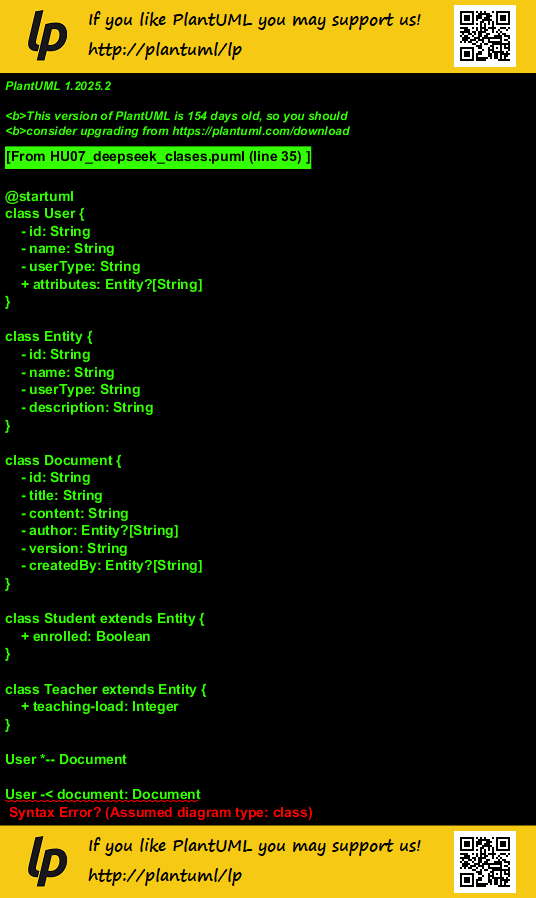 lp
If you like PlantUML you may support us!
http://plantuml/lp
PlantUML 1.2025.2
<b>This version of PlantUML is 154 days old, so you should
<b>consider upgrading from https://plantuml.com/download
[From HU07_deepseek_clases.puml (line 35) ]
@startuml
class User {
- id: String
- name: String
- userType: String
+ attributes: Entity?[String]
}
class Entity {
- id: String
- name: String
- userType: String
- description: String
}
class Document {
- id: String
- title: String
- content: String
- author: Entity?[String]
- version: String
- createdBy: Entity?[String]
}
class Student extends Entity {
+ enrolled: Boolean
}
class Teacher extends Entity {
+ teaching-load: Integer
}
User *-- Document
User -< document: Document
Syntax Error? (Assumed diagram type: class)
lp
If you like PlantUML you may support us!
http://plantuml/lp